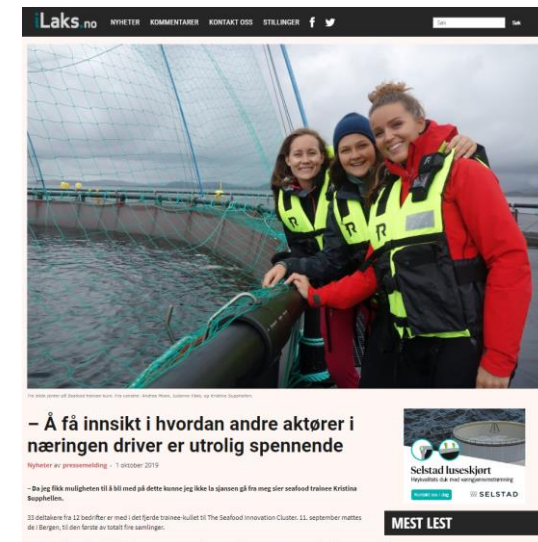 iLaks.no NYHETER KOMMENTARER KONTAKT OSS STILLINGER Søk
– Å få innsikt i hvordan andre aktører i
næringen driver er utrolig spennende
Nyheter av pressemelding - 1 oktober 2019
– Da jeg fikk muligheten til å bli med på dette kunne jeg ikke la sjansen gå fra meg sier seafood trainee Kristina
Supphellen.
33 deltakere fra 12 bedrifter er med i det fjerde trainee-kullet til The Seafood Innovation Cluster. 11. september møttes
de i Bergen, til den første av totalt fire samlinger.
Selstad luseskjørt
Kontakt oss i dag
SELSTAD
MEST LEST